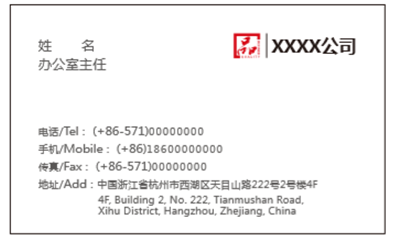 姓 名
XXXX公司
办公室主任
电话/Tel：(+86-571)00000000
手机/Mobile：(+86)18600000000
传真/Fax：(+86-571)00000000
地址/Add：中国浙江省杭州市西湖区天目山路222号2号楼4F
4F, Building 2, No. 222, Tianmushan Road,
Xihu District, Hangzhou, Zhejiang, China